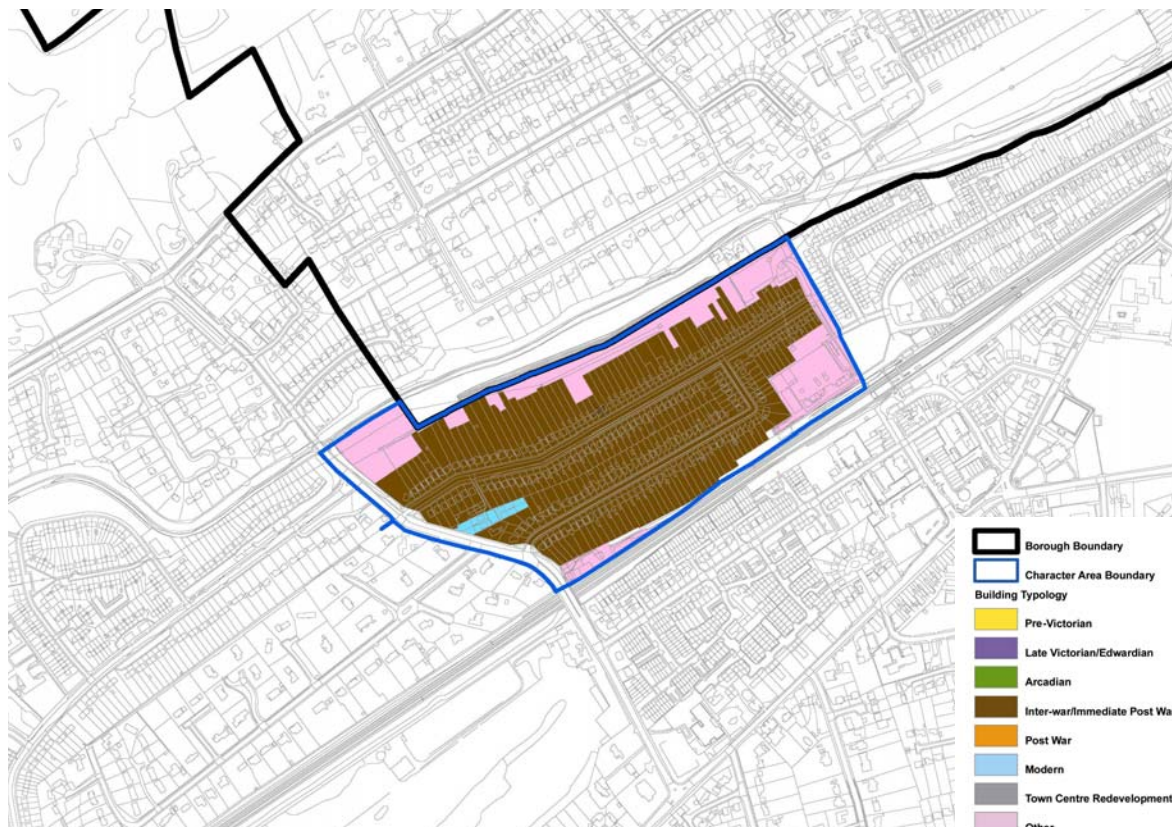 Borough Boundary
Character Area Boundary
Building Typology
Pre-Victorian
Late Victorian/Edwardian
Arcadian
Inter-war/Immediate Post Wa
Post War
Modern
Town Centre Redevelopment
Other